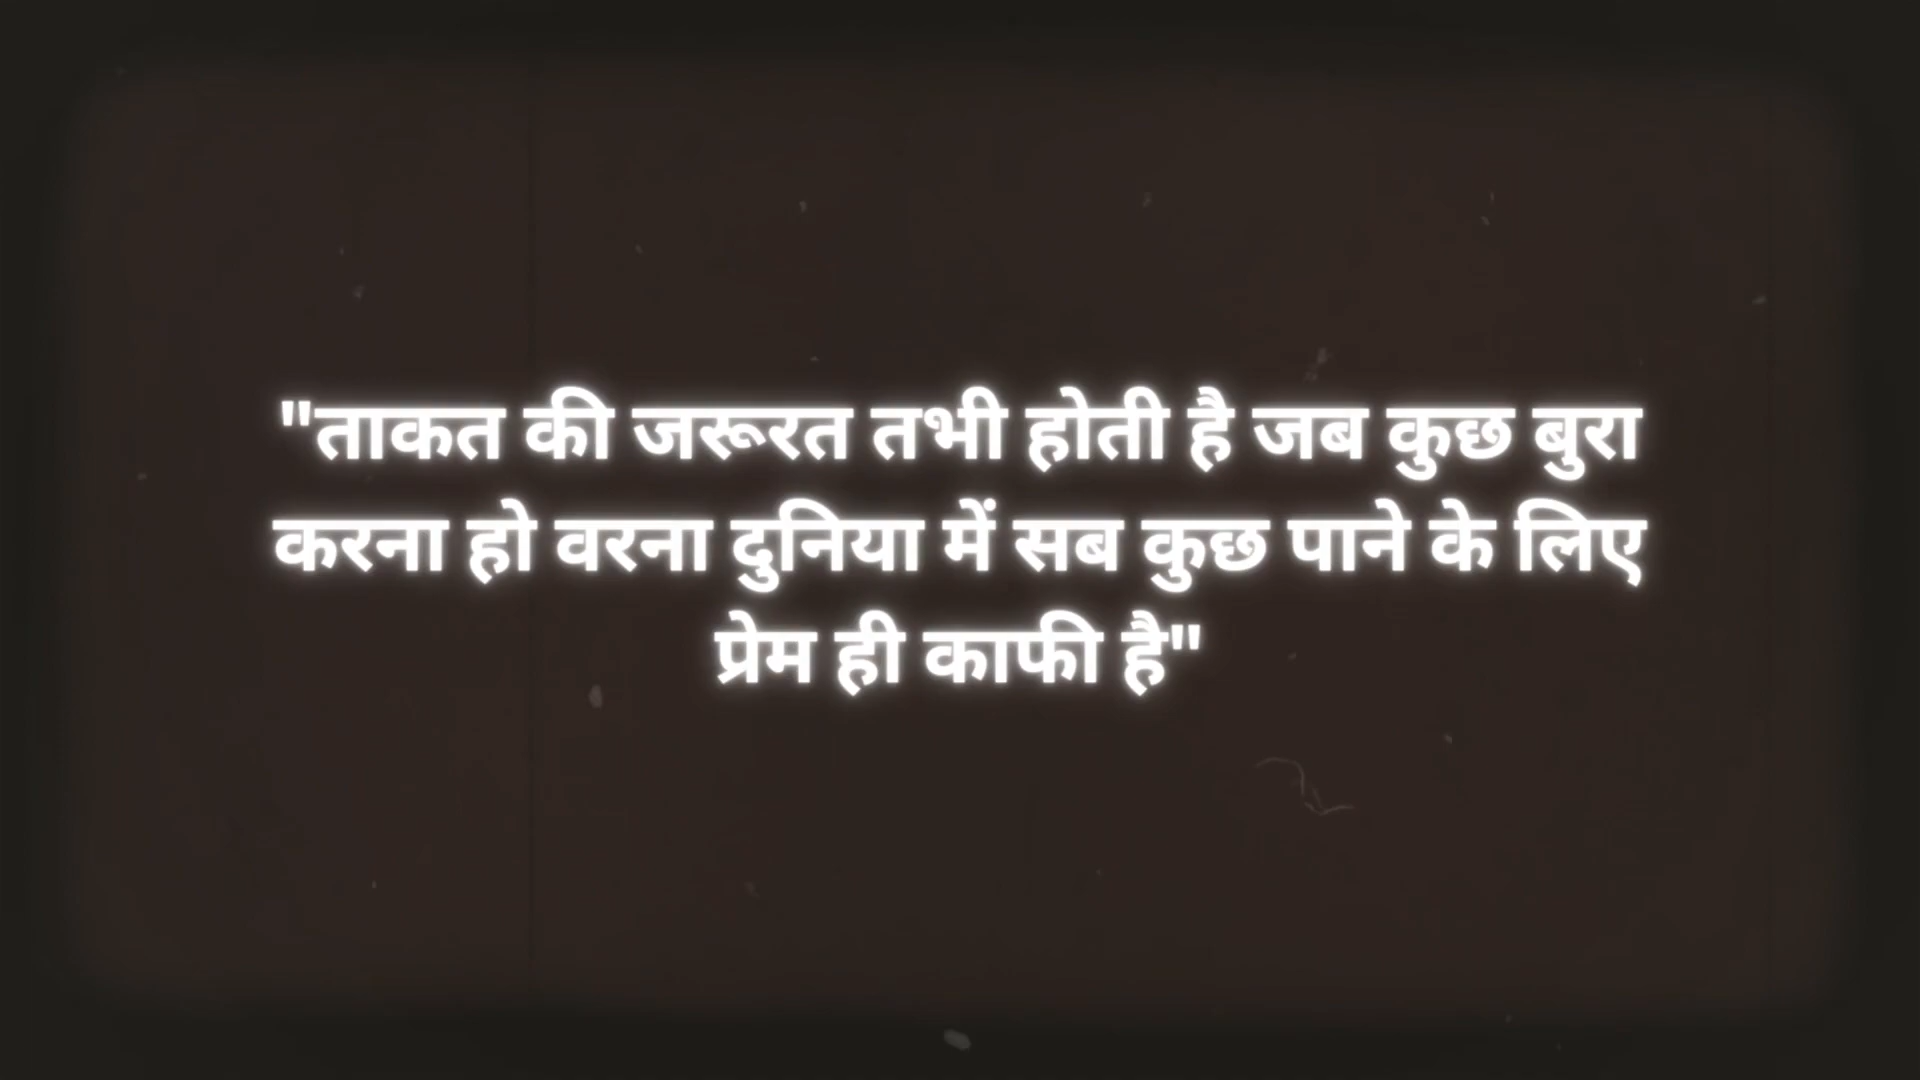 "ताकत की जरूरत तभी होती है जब कुछ बुरा
करना हो वरना दुनिया में सब कुछ पाने के लिए
प्रेम ही काफी है"